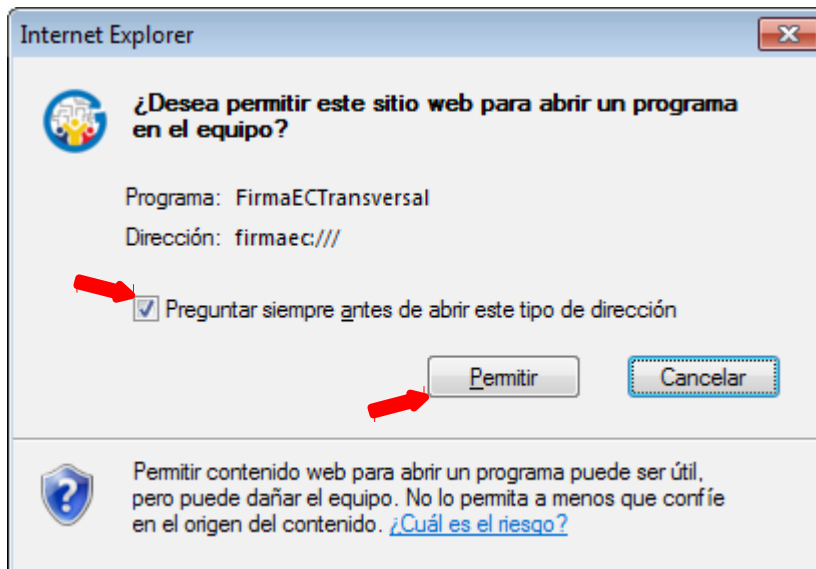 Internet Explorer
¿Desea permitir este sitio web para abrir un programa
en el equipo?
Programa: FirmaECTransversal
Dirección: firmaec:///
Preguntar siempre antes de abrir este tipo de dirección
Permitir
Cancelar
Permitir contenido web para abrir un programa puede ser útil,
pero puede dañar el equipo. No lo permita a menos que confíe
en el origen del contenido. ¿Cuál es el riesgo?